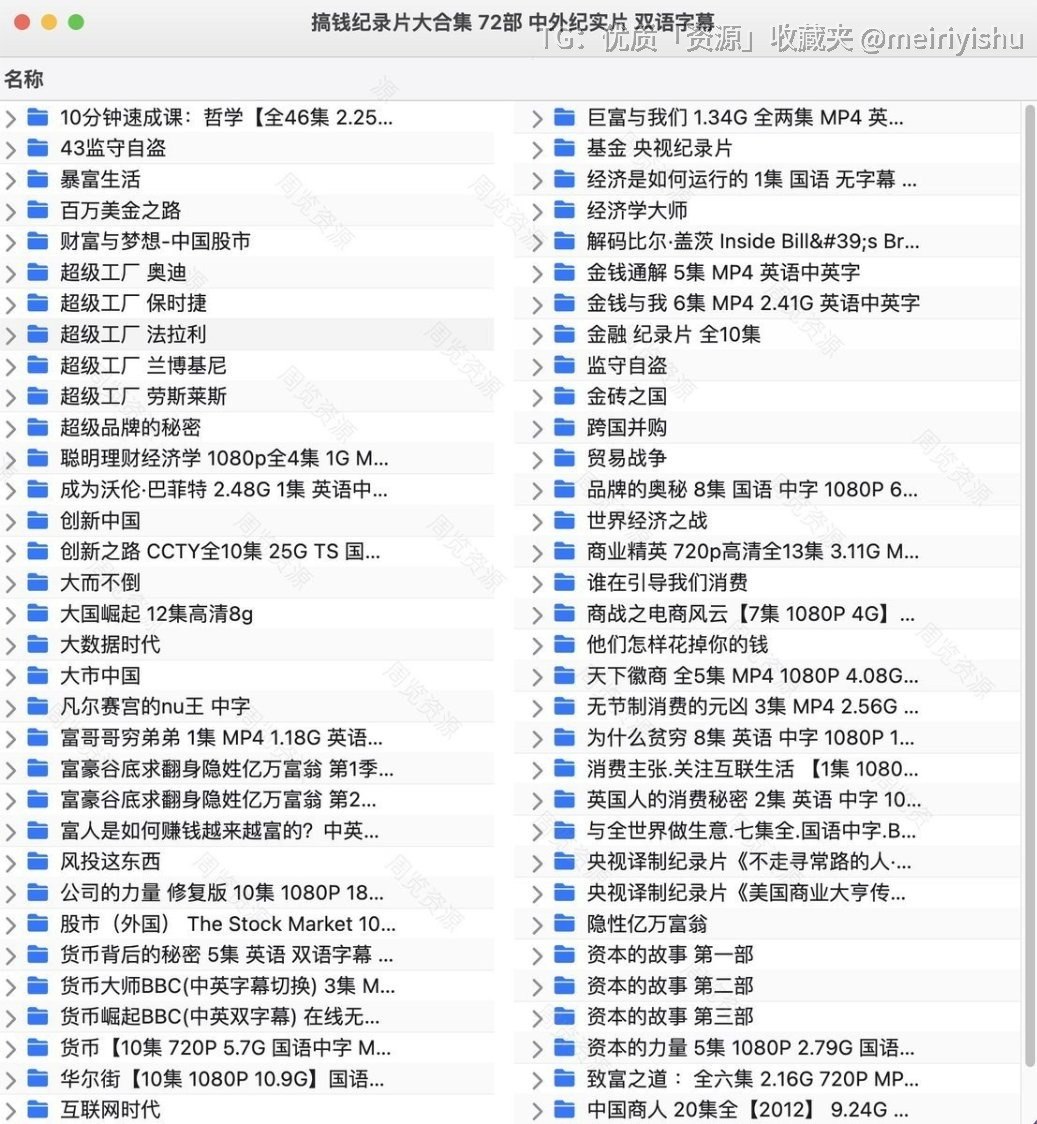 搞钱纪录片大合集 72部 中外纪实片 双语字幕
TG：优质「资源」收藏夹 @meiriyishu
名称
10分钟速成课：哲学【全46集 2.25...
43监守自盗
暴富生活
百万美金之路
财富与梦想-中国股市
超级工厂 奥迪
超级工厂 保时捷
超级工厂 法拉利
超级工厂 兰博基尼
超级工厂 劳斯莱斯
超级品牌的秘密
聪明理财经济学 1080p全4集 1G M...
成为沃伦·巴菲特 2.48G 1集 英语中...
创新中国
创新之路 CCTY全10集 25G TS 国...
大而不倒
大国崛起 12集高清8g
大数据时代
大市中国
凡尔赛宫的nu王 中字
富哥哥穷弟弟 1集 MP4 1.18G 英语...
富豪谷底求翻身隐姓亿万富翁 第1季...
富豪谷底求翻身隐姓亿万富翁 第2...
富人是如何赚钱越来越富的？中英...
风投这东西
公司的力量 修复版 10集 1080P 18...
股市（外国） The Stock Market 10...
货币背后的秘密 5集 英语 双语字幕 ...
货币大师BBC(中英字幕切换) 3集 M...
货币崛起BBC(中英双字幕) 在线无...
货币【10集 720P 5.7G 国语中字 M...
华尔街【10集 1080P 10.9G】国语...
互联网时代
巨富与我们 1.34G 全两集 MP4 英...
基金 央视纪录片
经济是如何运行的 1集 国语 无字幕 ...
经济学大师
解码比尔·盖茨 Inside Bill&#39;s Br...
金钱通解 5集 MP4 英语中英字
金钱与我 6集 MP4 2.41G 英语中英字
金融 纪录片 全10集
监守自盗
金砖之国
跨国并购
贸易战争
品牌的奥秘 8集 国语 中字 1080P 6...
世界经济之战
商业精英 720p高清全13集 3.11G M...
谁在引导我们消费
商战之电商风云【7集 1080P 4G】 ...
他们怎样花掉你的钱
天下徽商 全5集 MP4 1080P 4.08G...
无节制消费的元凶 3集 MP4 2.56G ...
为什么贫穷 8集 英语 中字 1080P 1...
消费主张.关注互联生活 【1集 1080...
英国人的消费秘密 2集 英语 中字 10...
与全世界做生意.七集全.国语中字.B...
央视译制纪录片《不走寻常路的人·...
央视译制纪录片《美国商业大亨传...
隐性亿万富翁
资本的故事 第一部
资本的故事 第二部
资本的故事 第三部
资本的力量 5集 1080P 2.79G 国语...
致富之道： 全六集 2.16G 720P MP...
中国商人 20集全【2012】 9.24G ...
周览资源